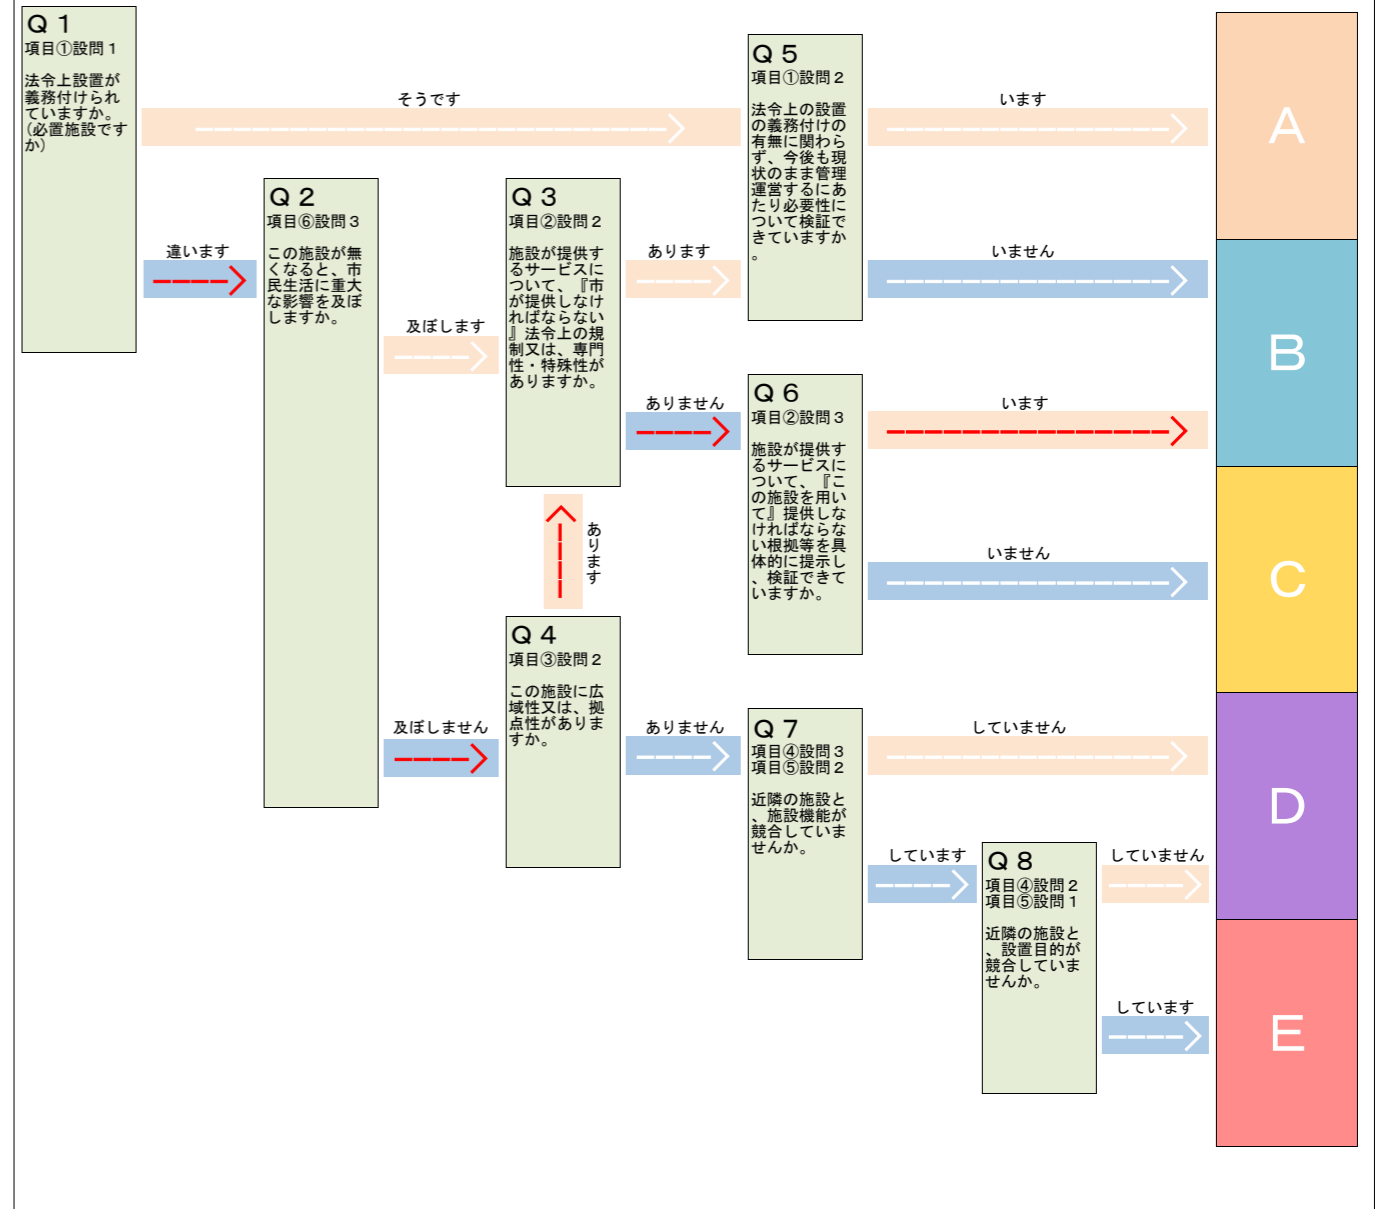 Ｑ１
項目①設問１
法令上設置が
義務付けられ
ていますか。
（必置施設です
か）
そうです
違います
Ｑ２
項目⑥設問３
この施設が無
くなると、市
民生活に重大
な影響を及ぼ
しますか。
及ぼします
及ぼしません
Ｑ３
項目②設問２
施設が提供す
るサービスに
ついて、『市
が提供しなけ
ればならない
』法令上の規
制又は、専門
性・特殊性が
ありますか。
あります
ありません
あります
Ｑ４
項目③設問２
この施設に広
域性又は、拠
点性がありま
すか。
ありません
Ｑ５
項目①設問２
法令上の設置
の義務付けの
有無に関わら
ず、今後も現
状のまま管理
運営するにあ
たり必要性に
ついて検証で
きていますか
。
います
いません
Ｑ６
項目②設問３
施設が提供す
るサービスに
ついて、『こ
の施設を用い
て』提供しな
ければならな
い根拠等を具
体的に提示し
、検証できて
いますか。
います
いません
Ｑ７
項目④設問３
項目⑤設問２
近隣の施設と
、施設機能が
競合していま
せんか。
していません
しています
Ｑ８
項目④設問２
項目⑤設問１
近隣の施設と
、設置目的が
競合していま
せんか。
していません
しています
A
B
C
D
E